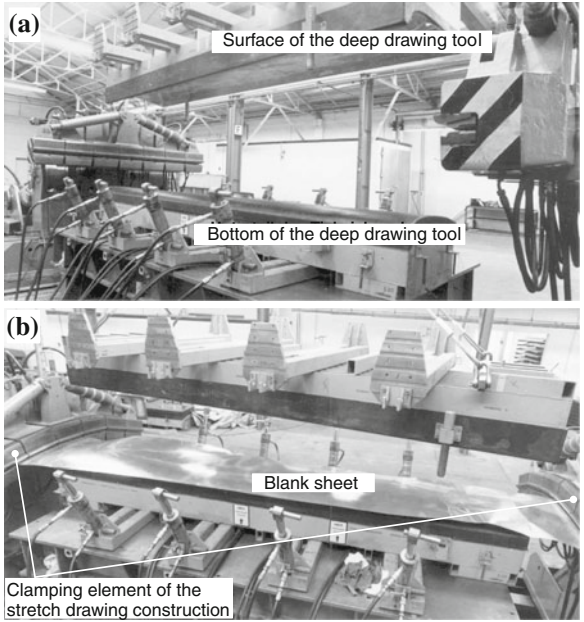 (a)
Surface of the deep drawing tool
Bottom of the deep drawing tool
(b)
Blank sheet
Clamping element of the
stretch drawing construction